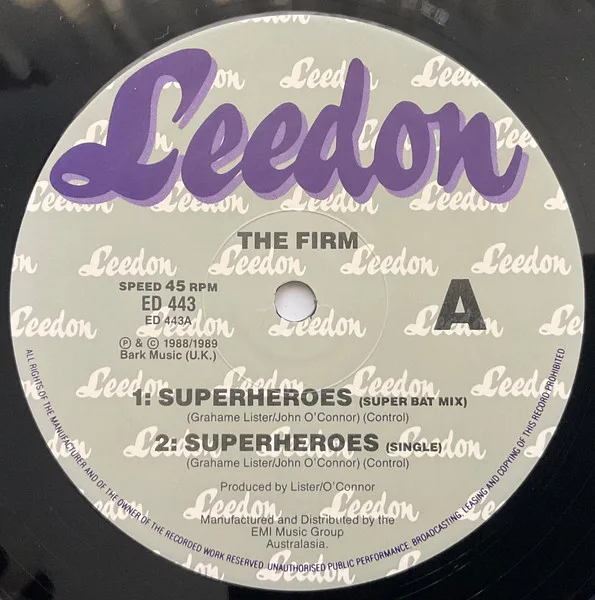 Leedon
THE FIRM
SPEED 45 RPM
ED 443
ED 443A
A
℗ & © 1988/1989
Bark Music (U.K.)
1: SUPERHEROES (SUPER BAT MIX)
(Grahame Lister/John O'Connor) (Control)
2: SUPERHEROES (SINGLE)
(Grahame Lister/John O'Connor) (Control)
Produced by Lister/O'Connor
Manufactured and Distributed by the
EMI Music Group
Australasia.
ALL RIGHTS OF THE MANUFACTURER AND OF THE OWNER OF THE RECORDED WORK RESERVED. UNAUTHORISED PUBLIC PERFORMANCE, BROADCASTING, LEASING AND COPYING OF THIS RECORD PROHIBITED